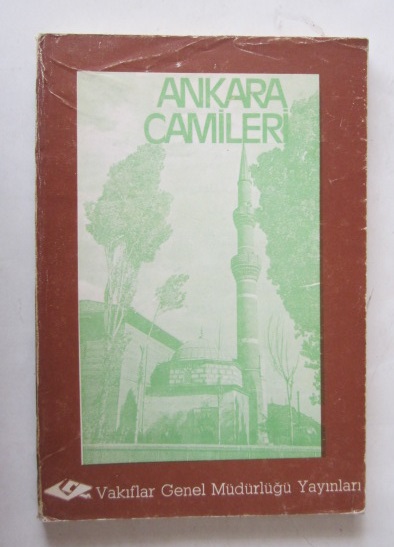 ANKARA
CAMİLERİ
Vakıflar Genel Müdürlüğü Yayınları